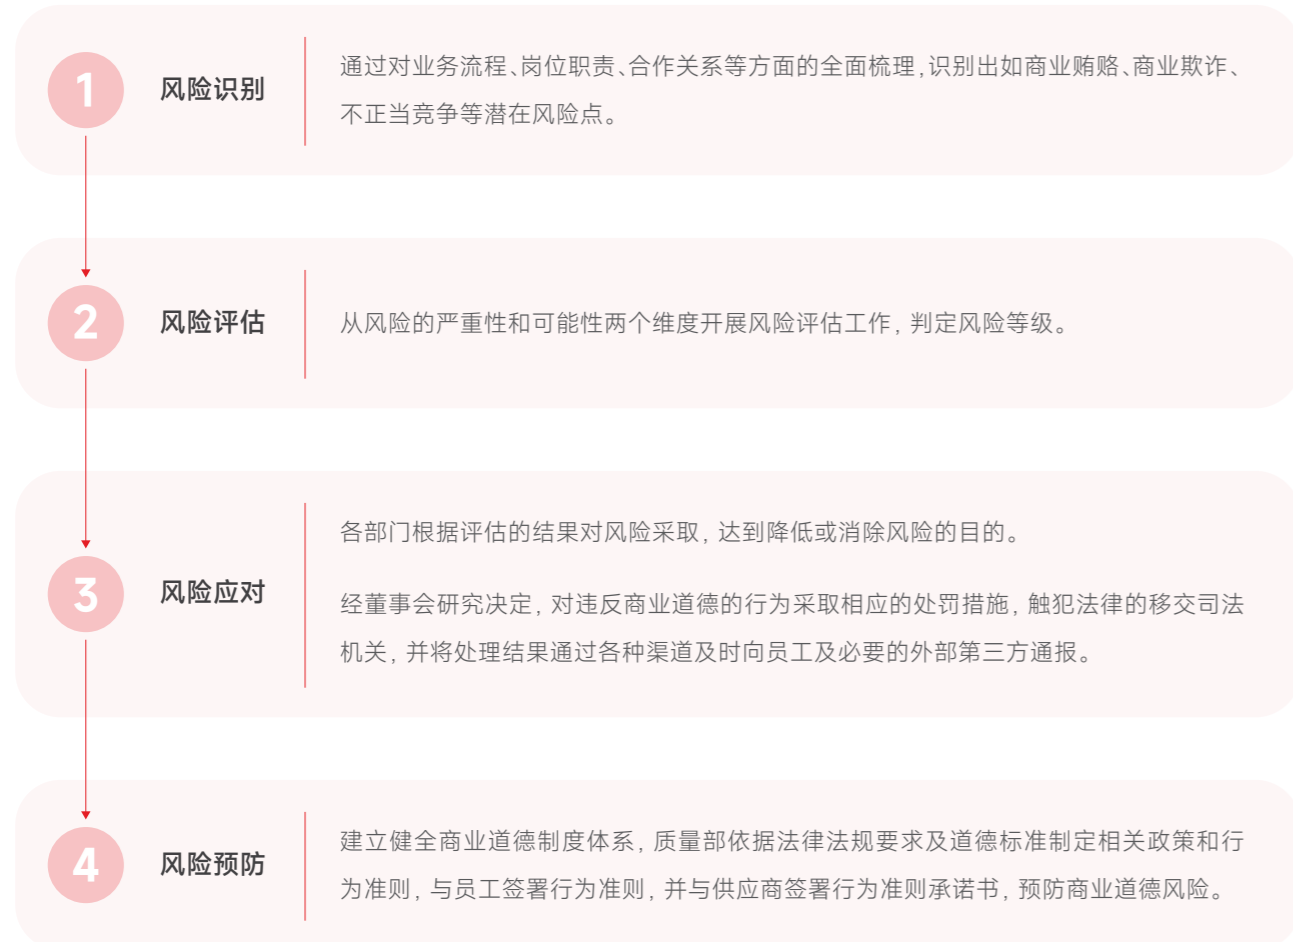 1
风险识别
通过对业务流程、岗位职责、合作关系等方面的全面梳理,识别出如商业贿赂、商业欺诈、
不正当竞争等潜在风险点。
2
风险评估
从风险的严重性和可能性两个维度开展风险评估工作, 判定风险等级。
3
风险应对
各部门根据评估的结果对风险采取, 达到降低或消除风险的目的。
经董事会研究决定, 对违反商业道德的行为采取相应的处罚措施, 触犯法律的移交司法
机关, 并将处理结果通过各种渠道及时向员工及必要的外部第三方通报。
4
风险预防
建立健全商业道德制度体系, 质量部依据法律法规要求及道德标准制定相关政策和行
为准则, 与员工签署行为准则, 并与供应商签署行为准则承诺书, 预防商业道德风险。